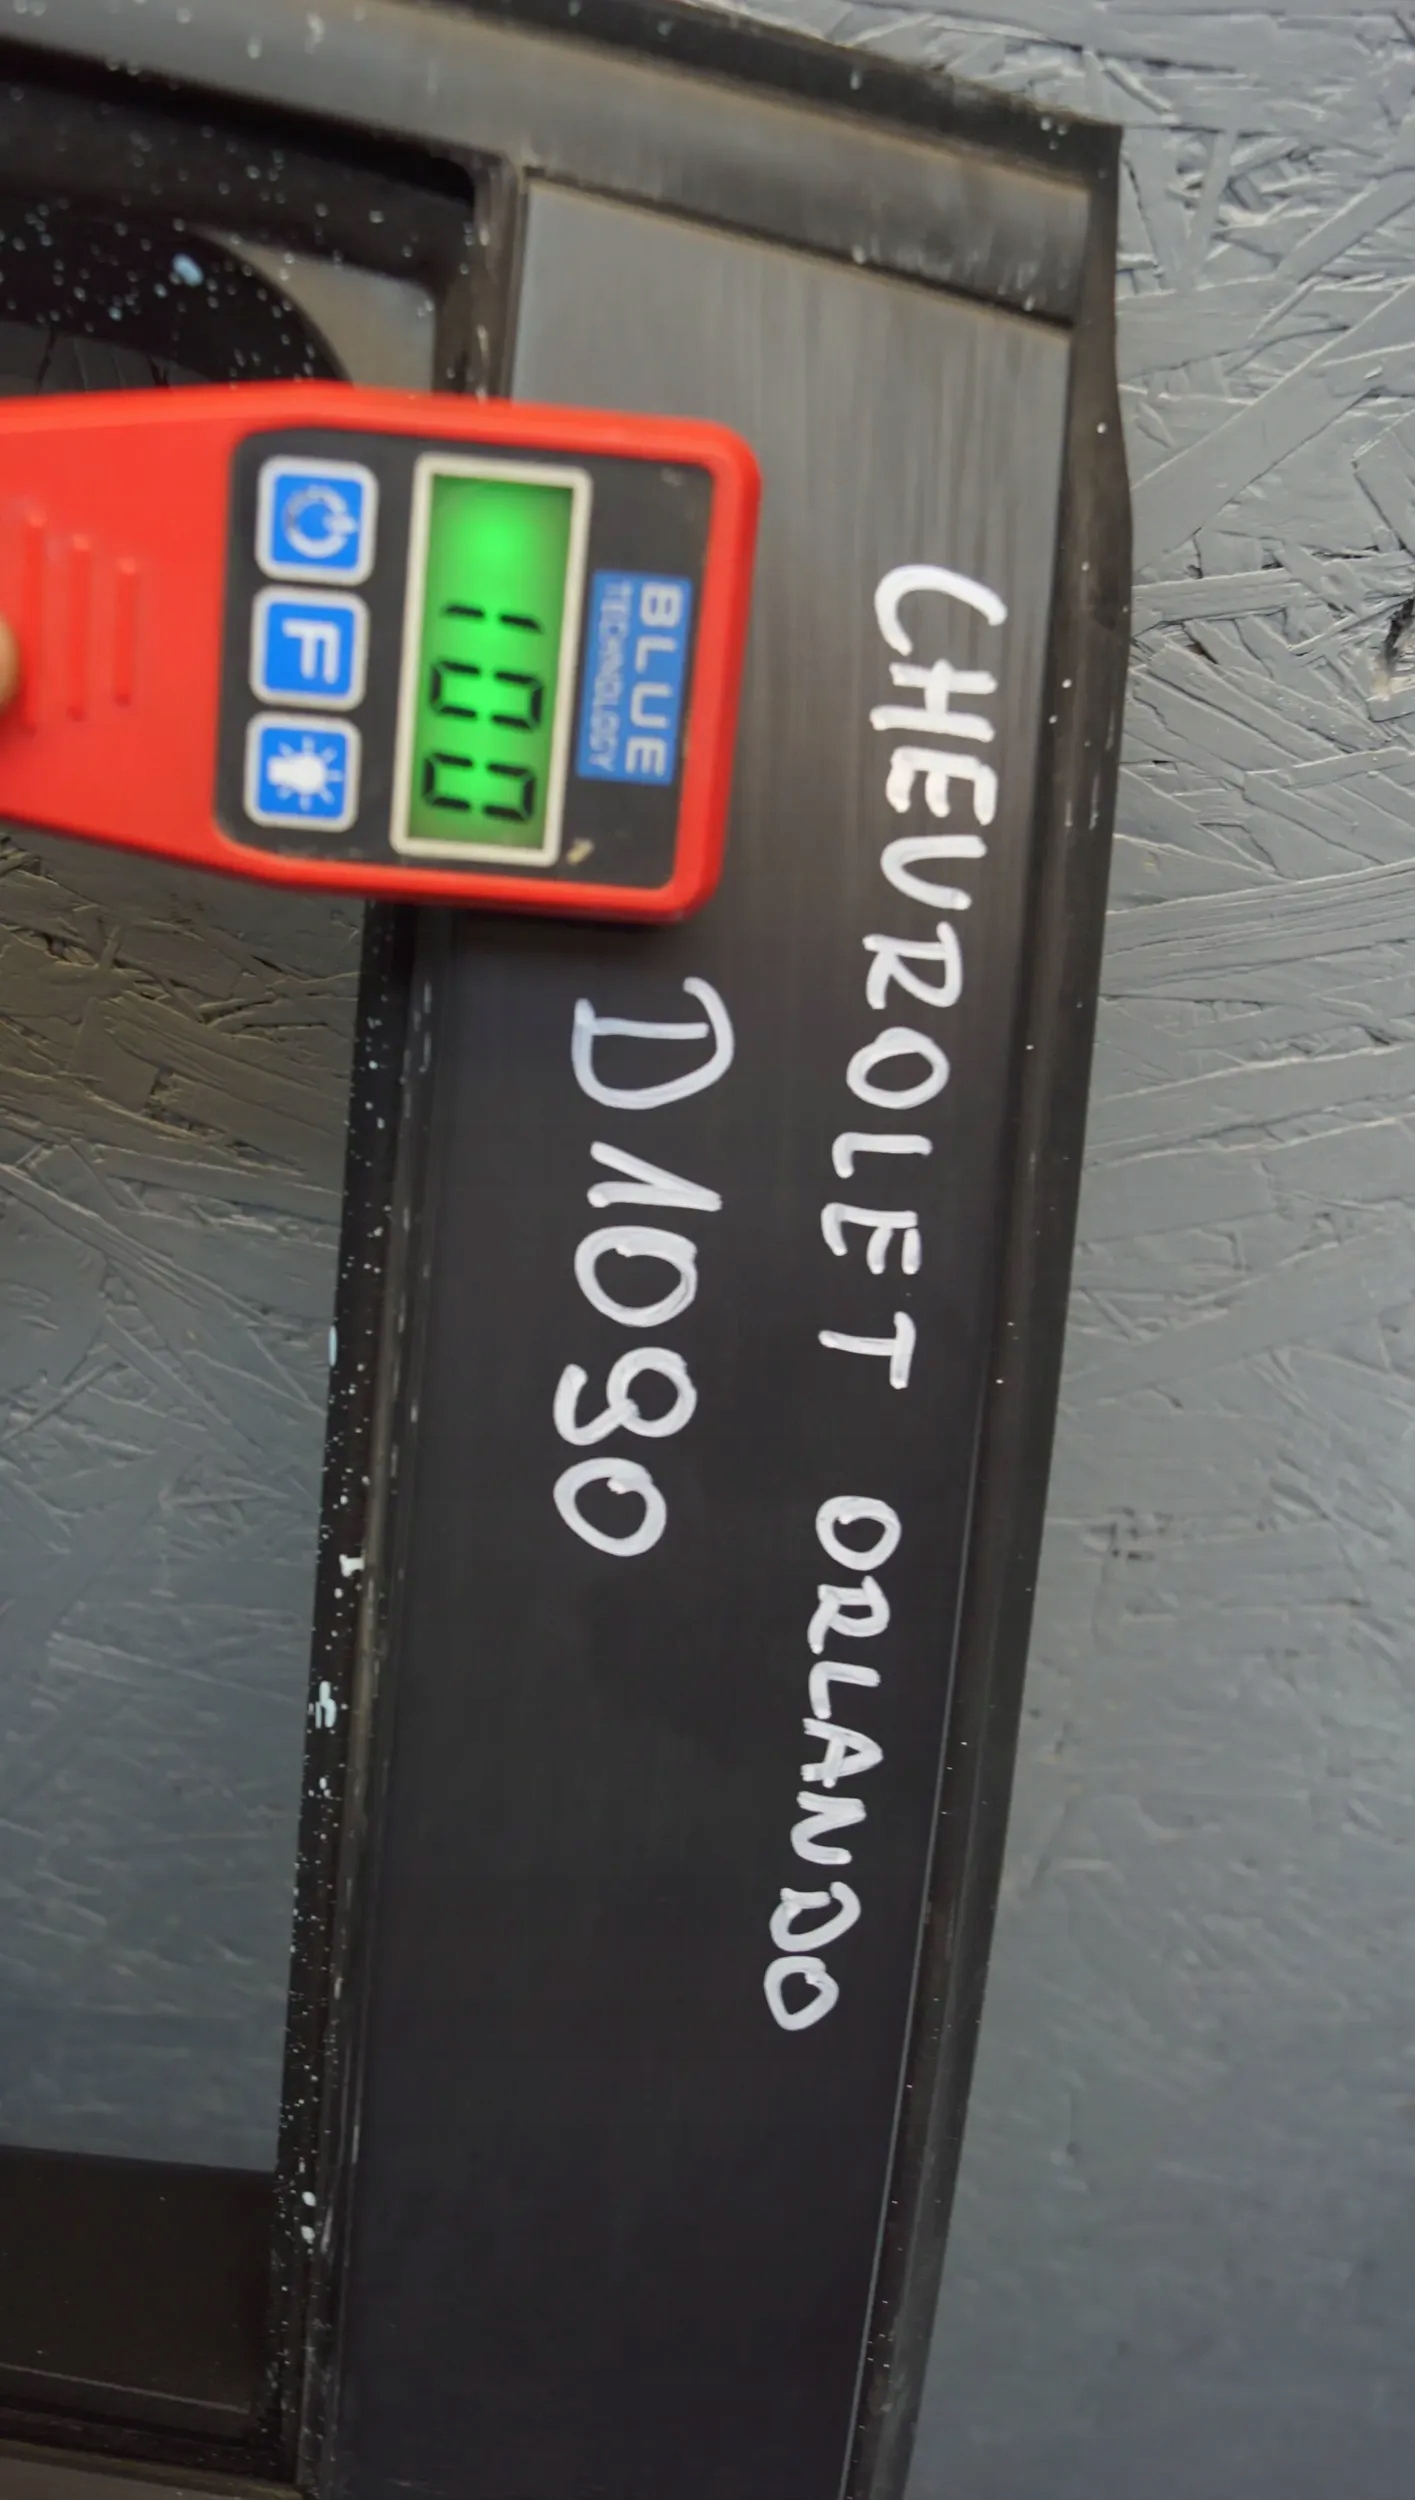 CHEVROLET ORLANDO
D1090
BLUE
TECHNOLOGY
100
F